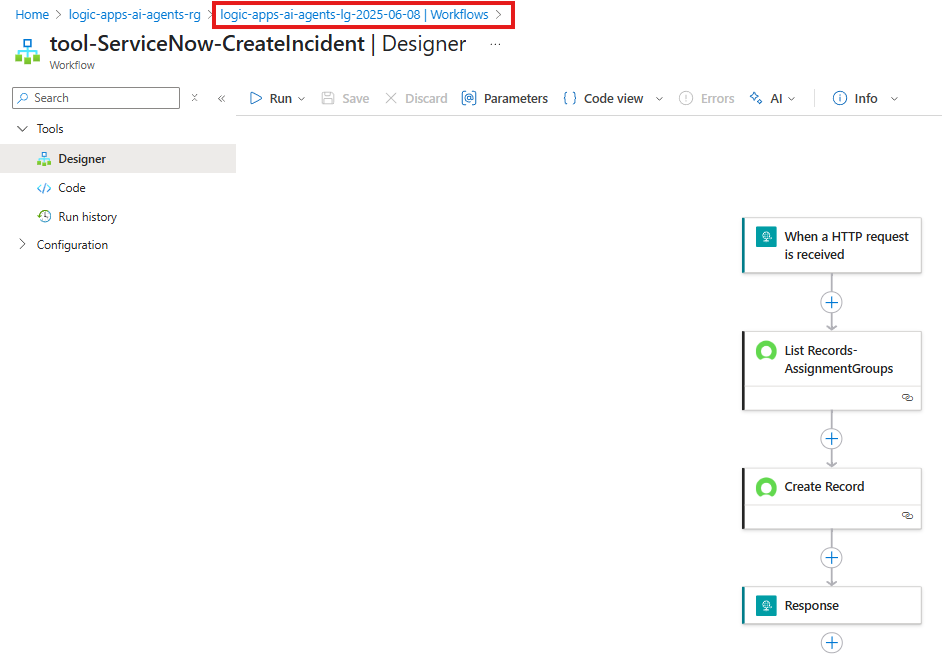 Home > logic-apps-ai-agents-rg > logic-apps-ai-agents-lg-2025-06-08 | Workflows >
tool-ServiceNow-CreateIncident | Designer ...
Workflow
Search
Run Save Discard Parameters Code view Errors AI Info
Tools
Designer
Code
Run history
Configuration
When a HTTP request
is received
List Records-
AssignmentGroups
Create Record
Response